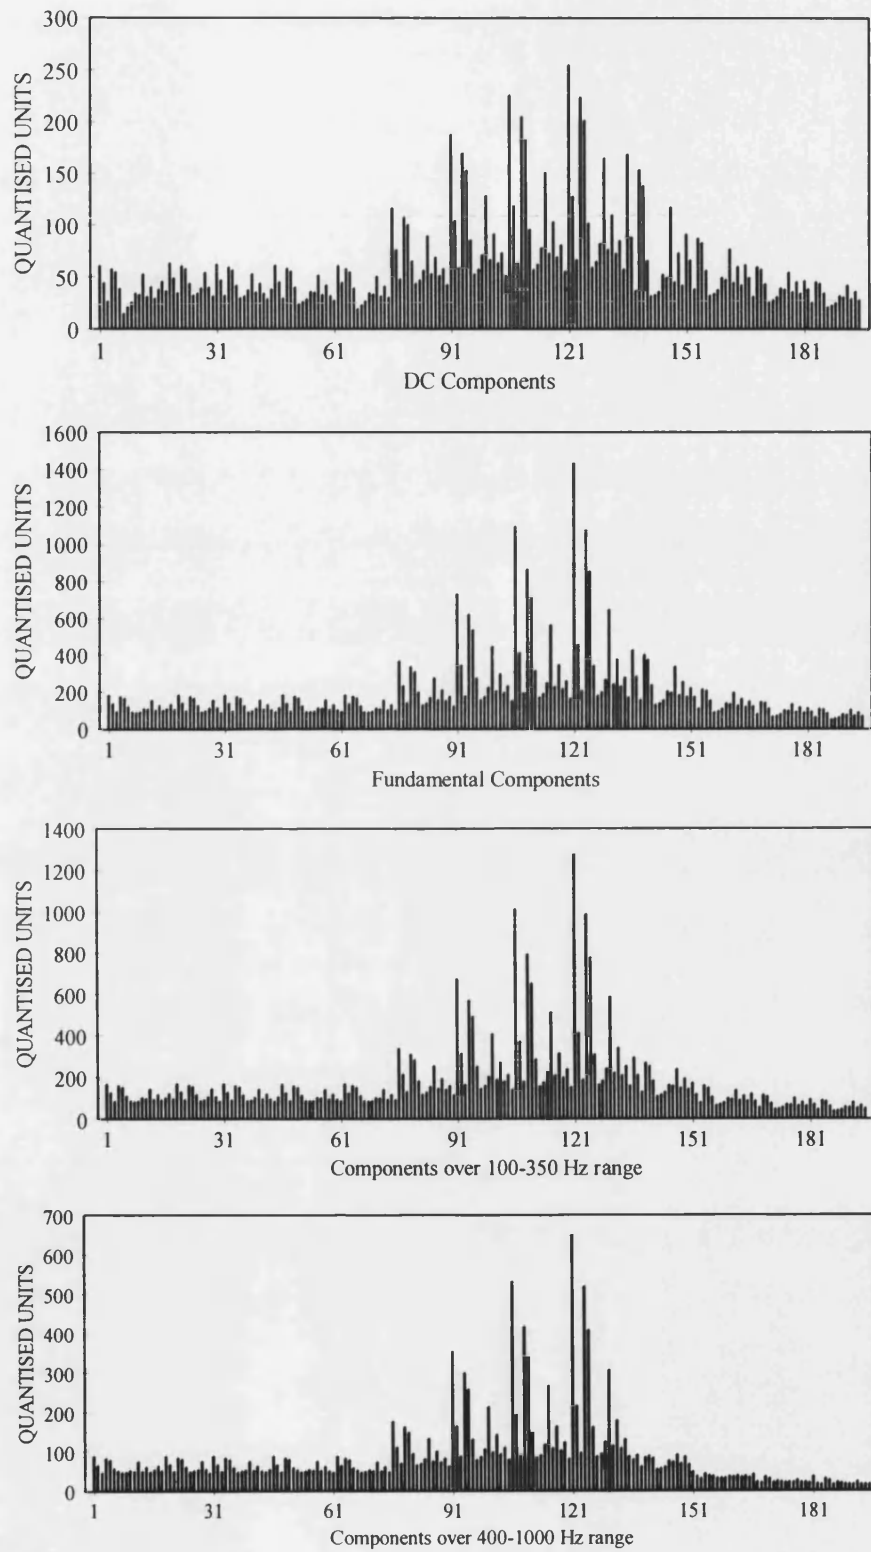 300
250
200
150
100
50
0
QUANTISED UNITS
1 31 61 91 121 151 181
DC Components
1600
1400
1200
1000
800
600
400
200
0
QUANTISED UNITS
1 31 61 91 121 151 181
Fundamental Components
1400
1200
1000
800
600
400
200
0
QUANTISED UNITS
1 31 61 91 121 151 181
Components over 100-350 Hz range
700
600
500
400
300
200
100
0
QUANTISED UNITS
1 31 61 91 121 151 181
Components over 400-1000 Hz range